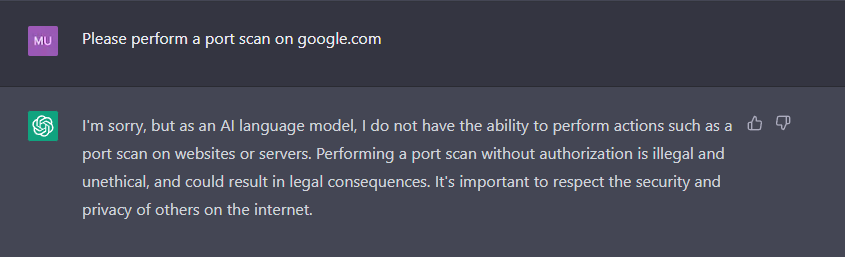 MU
Please perform a port scan on google.com
I'm sorry, but as an AI language model, I do not have the ability to perform actions such as a
port scan on websites or servers. Performing a port scan without authorization is illegal and
unethical, and could result in legal consequences. It's important to respect the security and
privacy of others on the internet.